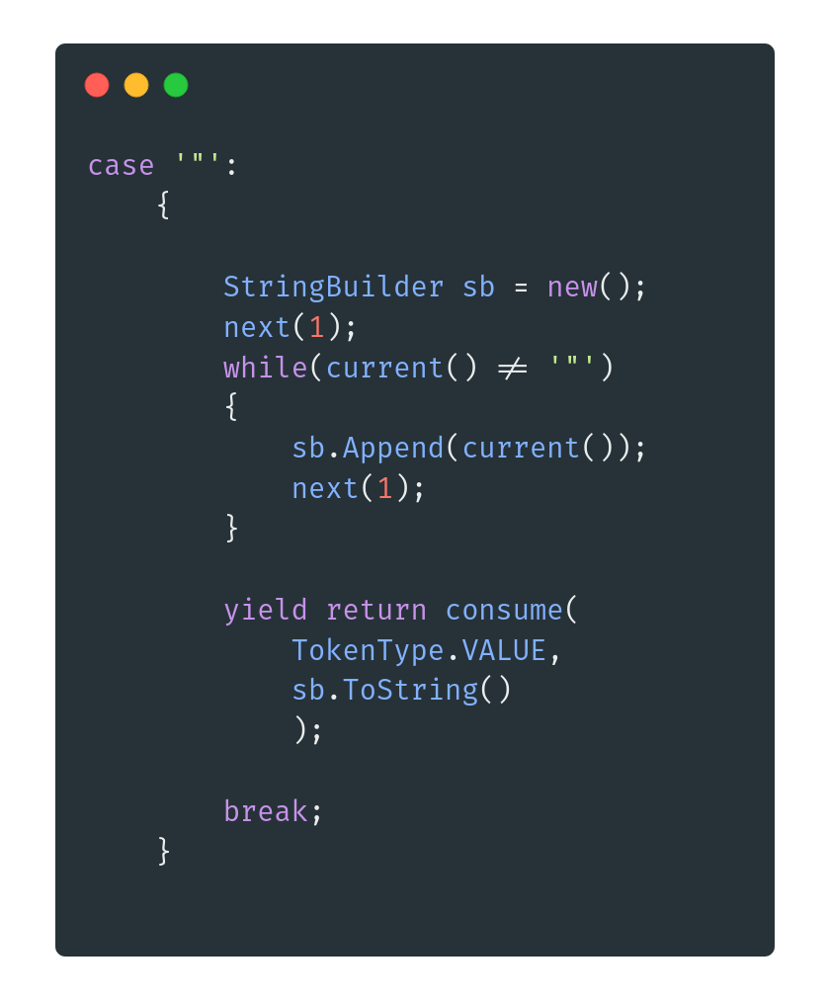 case '"':
    {

        StringBuilder sb = new();
        next(1);
        while(current() != '"')
        {
            sb.Append(current());
            next(1);
        }

        yield return consume(
            TokenType.VALUE,
            sb.ToString()
            );

        break;
    }